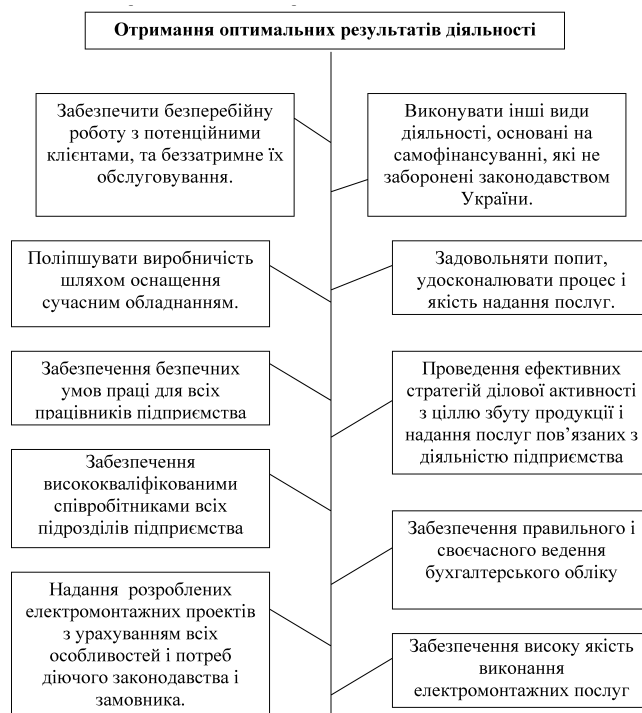 Отримання оптимальних результатів діяльності
Забезпечити безперебійну
роботу з потенційними
клієнтами, та беззатримне їх
обслуговування.
Виконувати інші види
діяльності, основані на
самофінансуванні, які не
заборонені законодавством
України.
Поліпшувати виробничість
шляхом оснащення
сучасним обладнанням.
Задовольняти попит,
удосконалювати процес і
якість надання послуг.
Забезпечення безпечних
умов праці для всіх
працівників підприємства
Проведення ефективних
стратегій ділової активності
з ціллю збуту продукції і
надання послуг пов’язаних з
діяльністю підприємства
Забезпечення
висококваліфікованими
співробітниками всіх
підрозділів підприємства
Забезпечення правильного і
своєчасного ведення
бухгалтерського обліку
Надання розроблених
електромонтажних проектів
з урахуванням всіх
особливостей і потреб
діючого законодавства і
замовника.
Забезпечення високу якість
виконання
електромонтажних послуг